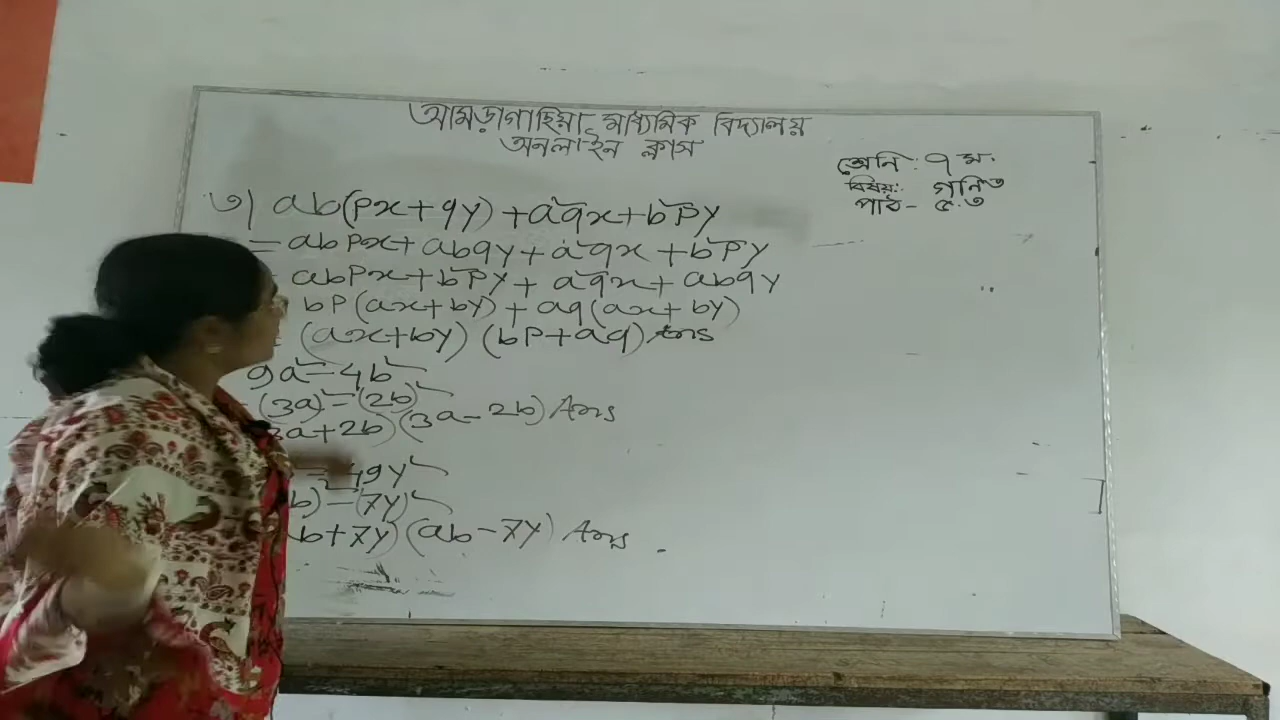 আমড়াগাছিয়া মাধ্যমিক বিদ্যালয়
অনলাইন ক্লাস
শ্রেনি: ৭ম.
বিষয়: গনিত
পাঠ- ৫.৩
৩) ab(px+qy)+a²qx+b²py
= abpx+abqy+a²qx+b²py
abpx+b²py+a²qx+abqy
bp(ax+by)+aq(ax+by)
= (ax+by)(bp+aq) Ans
9a²-4b²
(3a)²-(2b)²
3a+2b)(3a-2b) Ans
-49y²
b)²-(7y)²
b+7y)(ab-7y) Ans